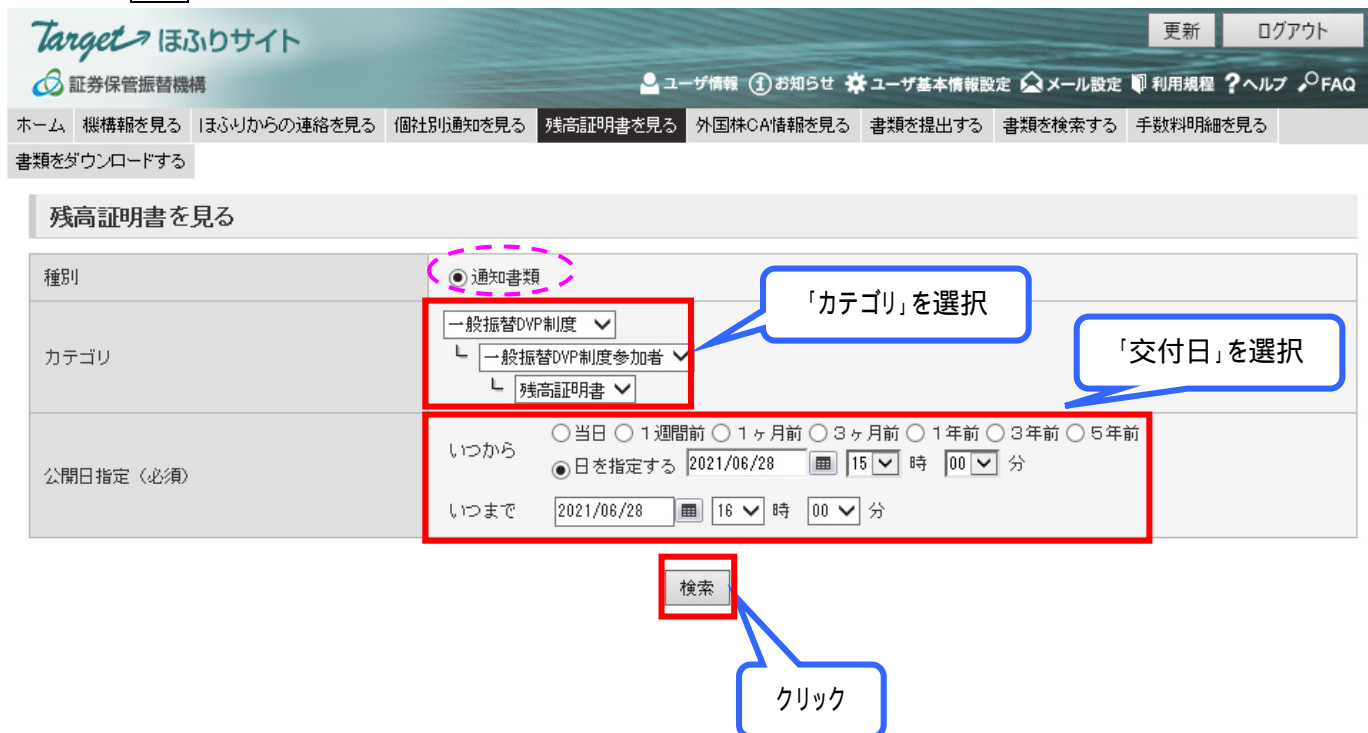 Target ほふりサイト
更新 ログアウト
証券保管振替機構
ユーザ情報 お知らせ ユーザ基本情報設定 メール設定 利用規程 ヘルプ FAQ
ホーム 機構報を見る ほふりからの連絡を見る 個社別通知を見る 残高証明書を見る 外国株CA情報を見る 書類を提出する 書類を検索する 手数料明細を見る
書類をダウンロードする
残高証明書を見る
種別 通知書類
「カテゴリ」を選択
カテゴリ
一般振替DVP制度
└ 一般振替DVP制度参加者
└ 残高証明書
「交付日」を選択
公開日指定（必須）
いつから 当日 1週間前 1ヶ月前 3ヶ月前 1年前 3年前 5年前
日を指定する 2021/06/28 15 時 00 分
いつまで 2021/06/28 16 時 00 分
検索
クリック